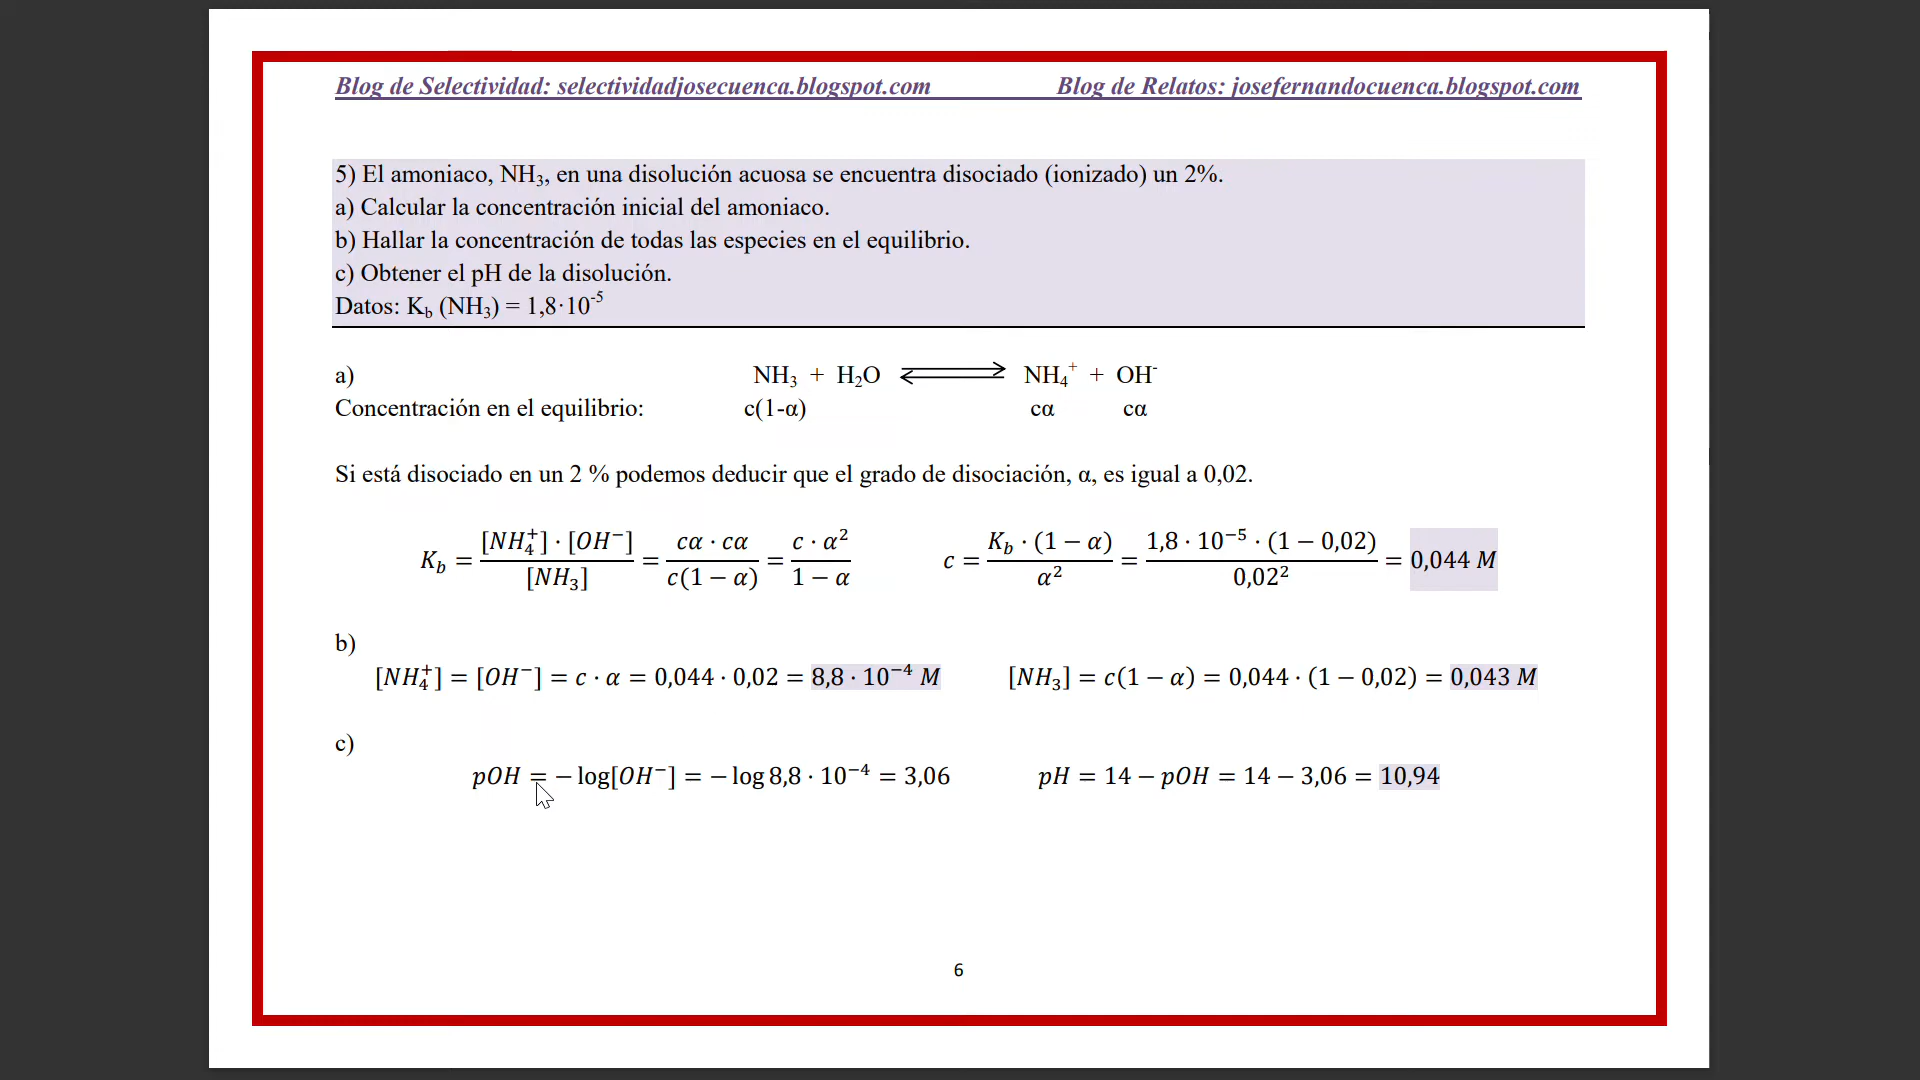 Blog de Selectividad: selectividadjosecuenca.blogspot.com Blog de Relatos: josefernandocuenca.blogspot.com
5) El amoniaco, NH₃, en una disolución acuosa se encuentra disociado (ionizado) un 2%.
a) Calcular la concentración inicial del amoniaco.
b) Hallar la concentración de todas las especies en el equilibrio.
c) Obtener el pH de la disolución.
Datos: K_b (NH₃) = 1,8·10⁻⁵
a) NH₃ + H₂O ⇄ NH₄⁺ + OH⁻
Concentración en el equilibrio: c(1-α) cα cα
Si está disociado en un 2 % podemos deducir que el grado de disociación, α, es igual a 0,02.
K_b = [NH₄⁺] · [OH⁻] / [NH₃] = cα · cα / c(1 − α) = c · α² / 1 − α c = K_b · (1 − α) / α² = 1,8 · 10⁻⁵ · (1 − 0,02) / 0,02² = 0,044 M
b)
[NH₄⁺] = [OH⁻] = c · α = 0,044 · 0,02 = 8,8 · 10⁻⁴ M [NH₃] = c(1 − α) = 0,044 · (1 − 0,02) = 0,043 M
c)
pOH = − log[OH⁻] = − log 8,8 · 10⁻⁴ = 3,06 pH = 14 − pOH = 14 − 3,06 = 10,94
6